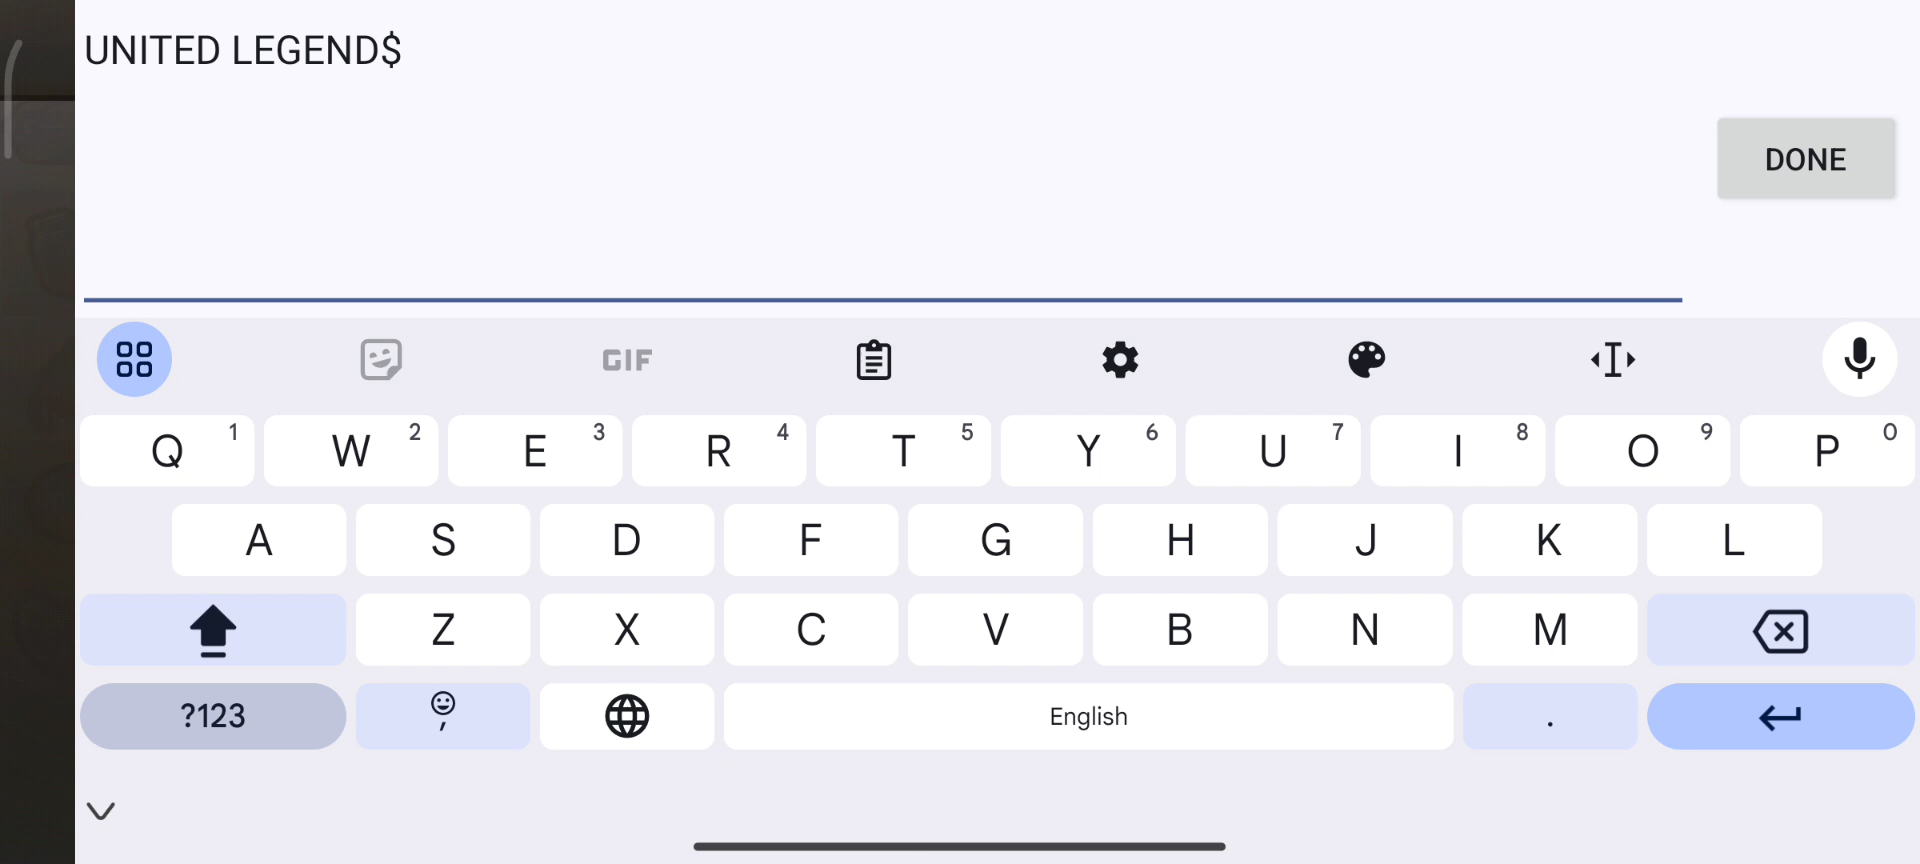 UNITED LEGEND$
DONE
GIF
Q 1 W 2 E 3 R 4 T 5 Y 6 U 7 I 8 O 9 P 0
A S D F G H J K L
Z X C V B N M
?123 , English .